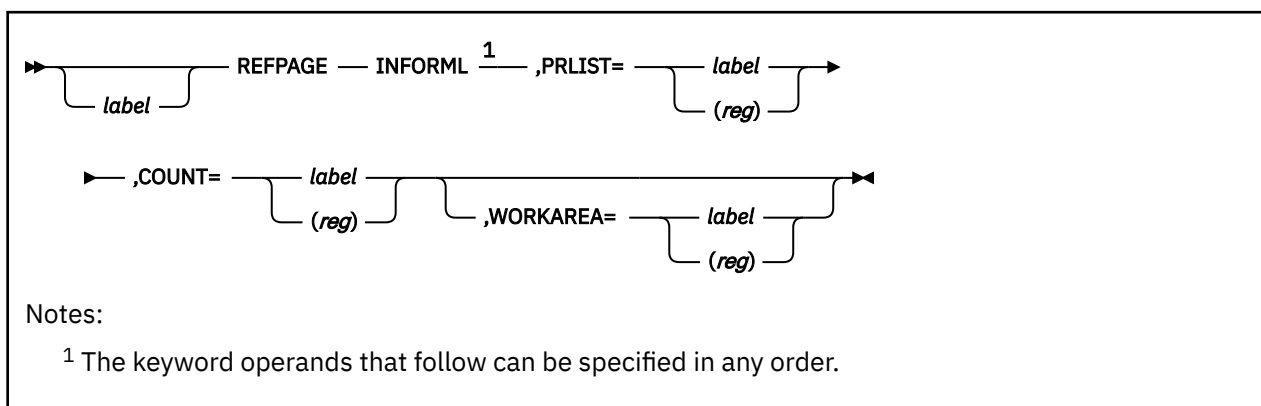 REFPAGE INFORML 1 ,PRLIST= label
label (reg)
,COUNT= label
(reg) ,WORKAREA= label
(reg)
Notes:
1 The keyword operands that follow can be specified in any order.